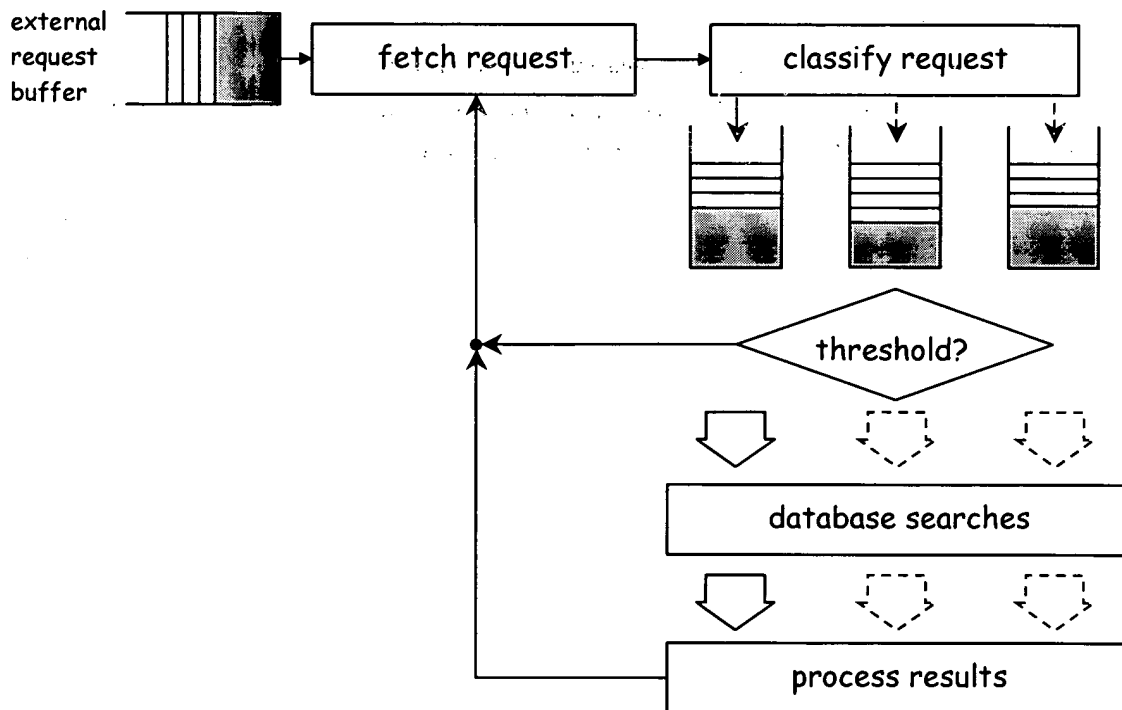 external
request
buffer
fetch request
classify request
threshold?
database searches
process results